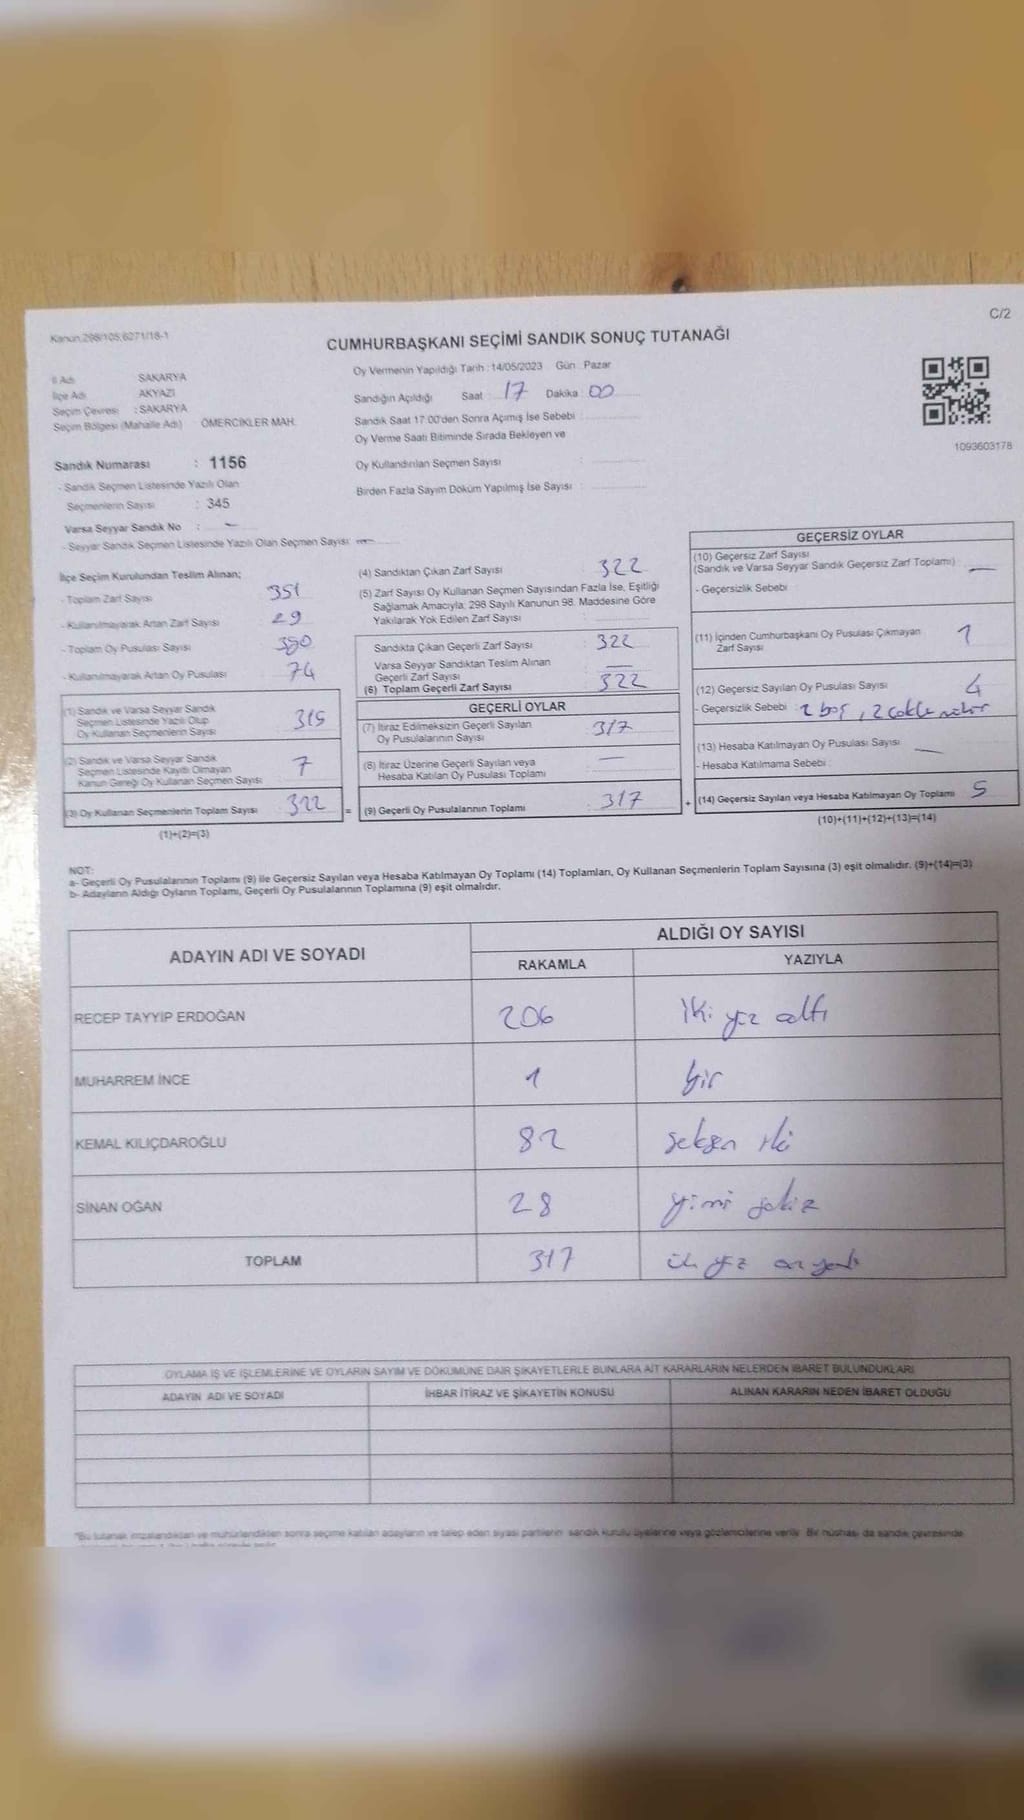 C/2
Kanun:298/105;6271/18-1
CUMHURBAŞKANI SEÇİMİ SANDIK SONUÇ TUTANAĞI
İl Adı SAKARYA
İlçe Adı AKYAZI
Seçim Çevresi : SAKARYA
Seçim Bölgesi (Mahalle Adı) ÖMERCİKLER MAH.
Sandık Numarası : 1156
- Sandık Seçmen Listesinde Yazılı Olan
Seçmenlerin Sayısı : 345
Varsa Seyyar Sandık No : -
- Seyyar Sandık Seçmen Listesinde Yazılı Olan Seçmen Sayısı: -
Oy Vermenin Yapıldığı Tarih : 14/05/2023 Gün : Pazar
Sandığın Açıldığı Saat : 17 Dakika : 00
Sandık Saat 17:00'den Sonra Açımış İse Sebebi :
Oy Verme Saati Bitiminde Sırada Bekleyen ve
Oy Kullandırılan Seçmen Sayısı :
Birden Fazla Sayım Döküm Yapılmış İse Sayısı :
1093603178
İlçe Seçim Kurulundan Teslim Alınan;
- Toplam Zarf Sayısı 351
- Kullanılmayarak Artan Zarf Sayısı 29
- Toplam Oy Pusulası Sayısı
- Kullanılmayarak Artan Oy Pusulası 74
(1) Sandık ve Varsa Seyyar Sandık
Seçmen Listesinde Yazılı Olup
Oy Kullanan Seçmenlerin Sayısı 315
(2) Sandık ve Varsa Seyyar Sandık
Seçmen Listesinde Kayıtlı Olmayan
Kanun Gereği Oy Kullanan Seçmen Sayısı: 7
(3) Oy Kullanan Seçmenlerin Toplam Sayısı 322 =
(1)+(2)=(3)
(4) Sandıktan Çıkan Zarf Sayısı 322
(5) Zarf Sayısı Oy Kullanan Seçmen Sayısından Fazla İse, Eşitliği
Sağlamak Amacıyla; 298 Sayılı Kanunun 98. Maddesine Göre
Yakılarak Yok Edilen Zarf Sayısı :
Sandıkta Çıkan Geçerli Zarf Sayısı 322
Varsa Seyyar Sandıktan Teslim Alınan
Geçerli Zarf Sayısı —
(6) Toplam Geçerli Zarf Sayısı 322
GEÇERLİ OYLAR
(7) İtiraz Edilmeksizin Geçerli Sayılan
Oy Pusulalarının Sayısı : 317
(8) İtiraz Üzerine Geçerli Sayılan veya
Hesaba Katılan Oy Pusulası Toplamı : —
(9) Geçerli Oy Pusulalarının Toplamı : 317 +
GEÇERSİZ OYLAR
(10) Geçersiz Zarf Sayısı
(Sandık ve Varsa Seyyar Sandık Geçersiz Zarf Toplamı) : —
- Geçersizlik Sebebi :
(11) İçinden Cumhurbaşkanı Oy Pusulası Çıkmayan
Zarf Sayısı 1
(12) Geçersiz Sayılan Oy Pusulası Sayısı 4
- Geçersizlik Sebebi : 2 boş, 2
(13) Hesaba Katılmayan Oy Pusulası Sayısı : —
- Hesaba Katılmama Sebebi :
(14) Geçersiz Sayılan veya Hesaba Katılmayan Oy Toplamı 5
(10)+(11)+(12)+(13)=(14)
NOT:
a- Geçerli Oy Pusulalarının Toplamı (9) ile Geçersiz Sayılan veya Hesaba Katılmayan Oy Toplamı (14) Toplamları, Oy Kullanan Seçmenlerin Toplam Sayısına (3) eşit olmalıdır. (9)+(14)=(3)
b- Adayların Aldığı Oyların Toplamı, Geçerli Oy Pusulalarının Toplamına (9) eşit olmalıdır.
ADAYIN ADI VE SOYADI ALDIĞI OY SAYISI
RAKAMLA YAZIYLA
RECEP TAYYİP ERDOĞAN 206 iki yüz altı
MUHARREM İNCE 1 bir
KEMAL KILIÇDAROĞLU 82 seksen iki
SİNAN OĞAN 28 yirmi sekiz
TOPLAM 317 üç yüz on yedi
OYLAMA İŞ VE İŞLEMLERİNE VE OYLARIN SAYIM VE DÖKÜMÜNE DAİR ŞİKAYETLERLE BUNLARA AİT KARARLARIN NELERDEN İBARET BULUNDUKLARI
ADAYIN ADI VE SOYADI İHBAR İTİRAZ VE ŞİKAYETİN KONUSU ALINAN KARARIN NEDEN İBARET OLDUĞU
*Bu tutanak imzalandıktan ve mühürlendikten sonra seçime katılan adayların ve talep eden siyasi partilerin sandık kurulu üyelerine veya gözlemcilerine verilir. Bir nüshası da sandık çevresinde